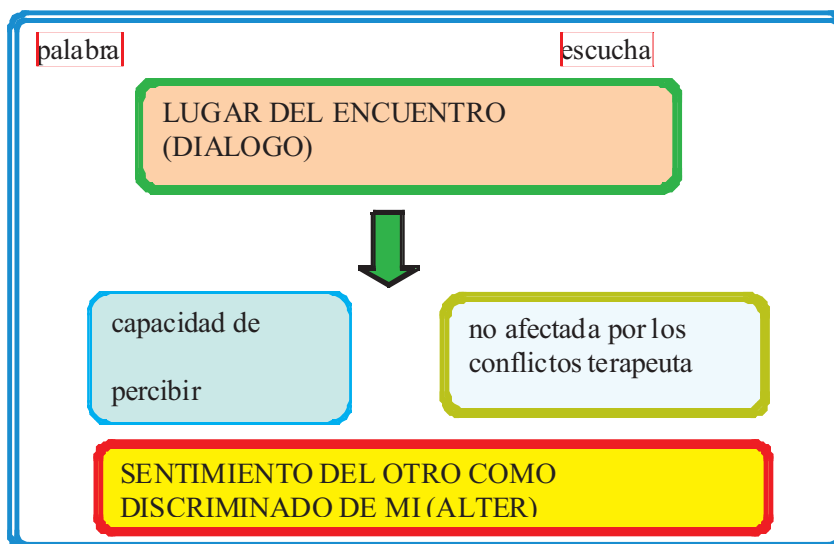 palabra
escucha
LUGAR DEL ENCUENTRO
(DIALOGO)
capacidad de
percibir
no afectada por los
conflictos terapeuta
SENTIMIENTO DEL OTRO COMO
DISCRIMINADO DE MI (ALTER)